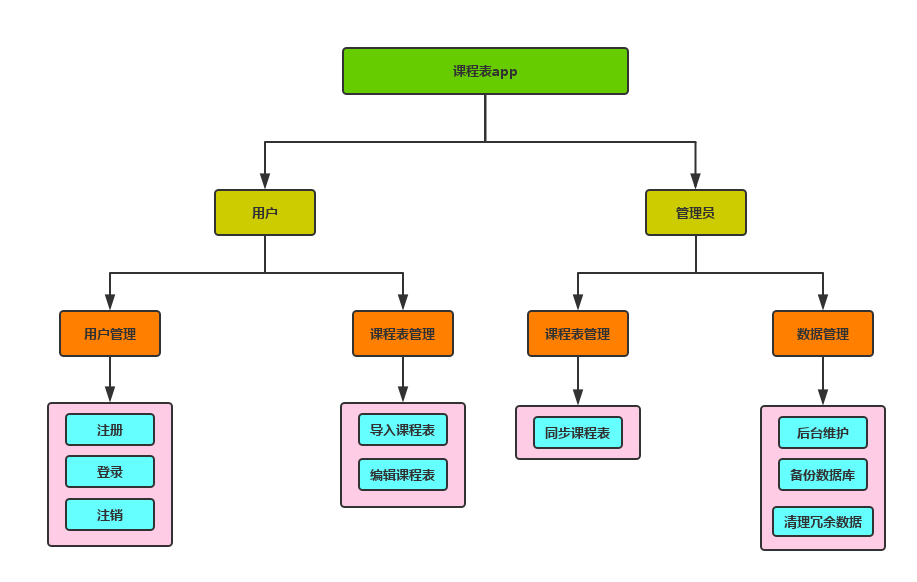 课程表app
用户
管理员
用户管理
课程表管理
课程表管理
数据管理
注册
登录
注销
导入课程表
编辑课程表
同步课程表
后台维护
备份数据库
清理冗余数据